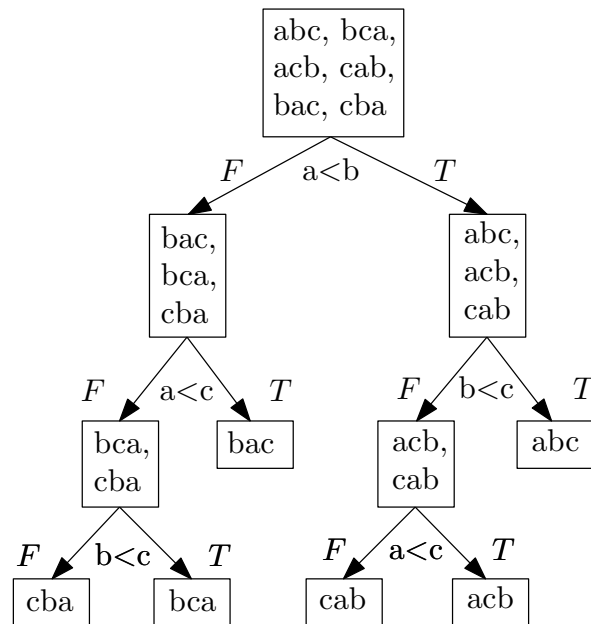 abc, bca,
acb, cab,
bac, cba
F a<b T
bac,
bca,
cba
abc,
acb,
cab
F a<c T
F b<c T
bca,
cba
bac
acb,
cab
abc
F b<c T
F a<c T
cba
bca
cab
acb